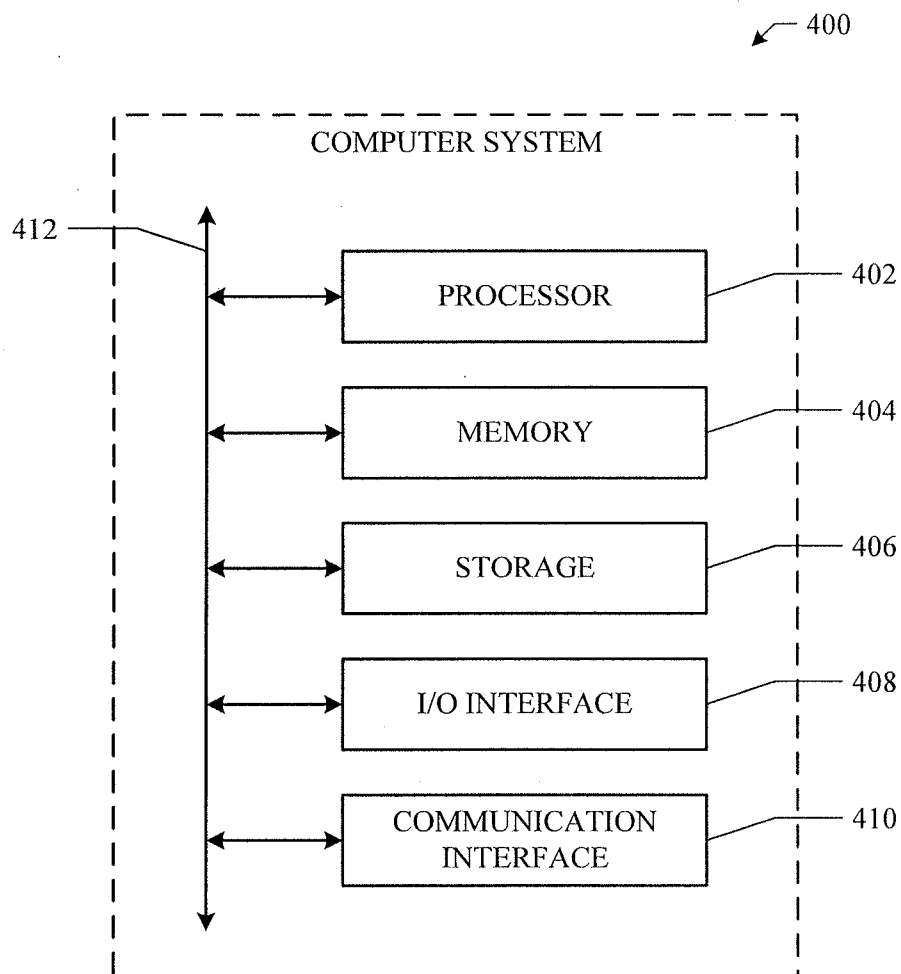 400
COMPUTER SYSTEM
412
PROCESSOR
402
MEMORY
404
STORAGE
406
I/O INTERFACE
408
COMMUNICATION
INTERFACE
410